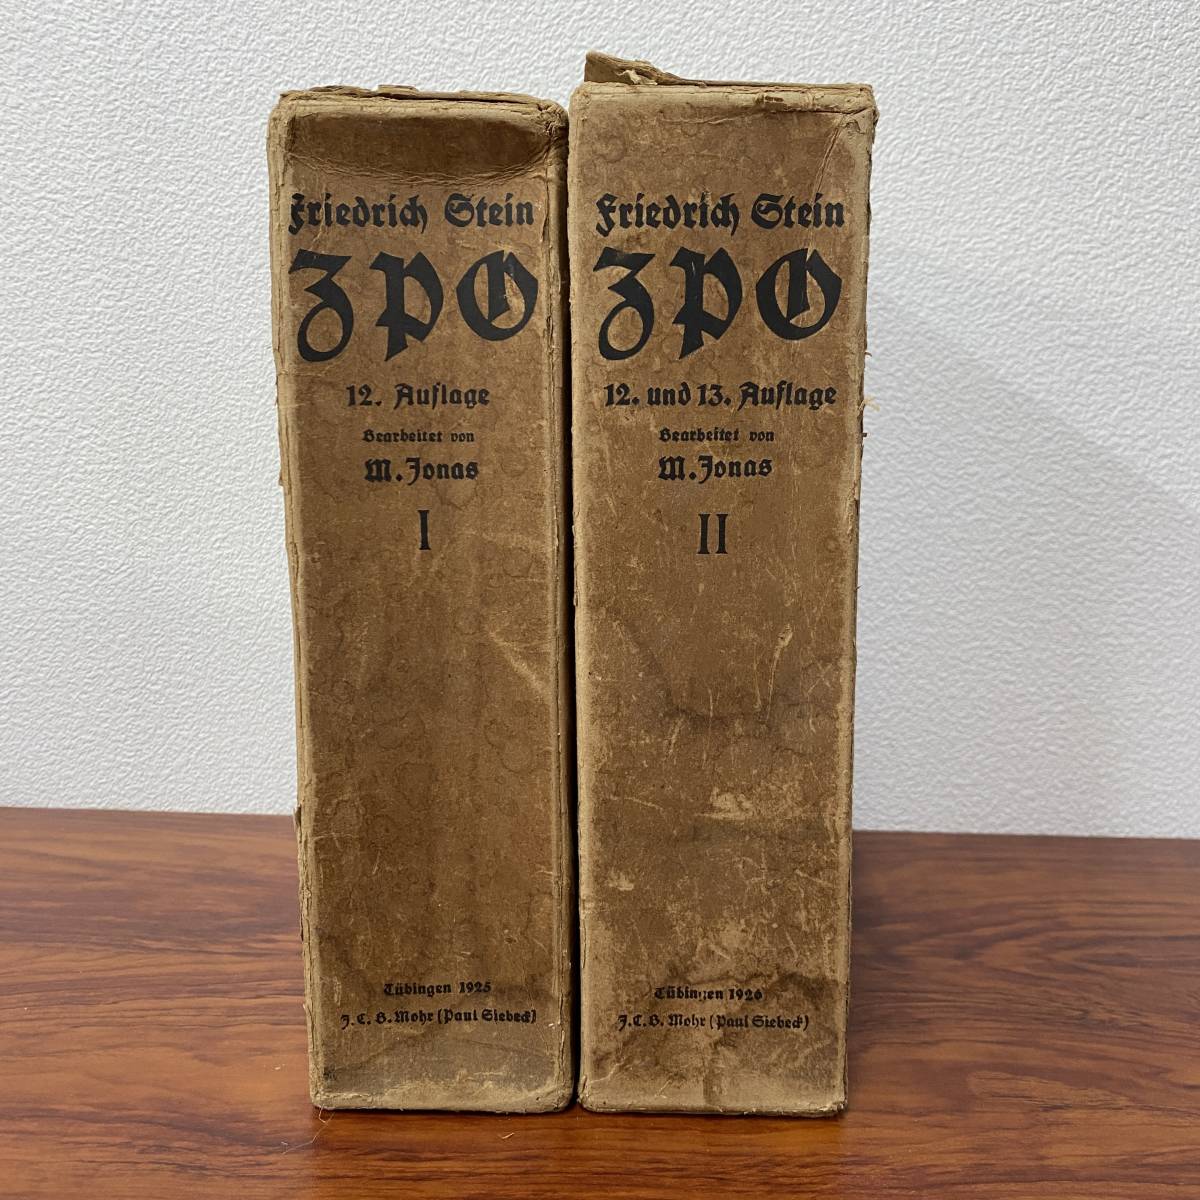 Friedrich Stein
ZPO
12. Auflage
Bearbeitet von
M. Jonas
I
Tübingen 1925
J. C. B. Mohr (Paul Siebeck)
Friedrich Stein
ZPO
12. und 13. Auflage
Bearbeitet von
M. Jonas
II
Tübingen 1926
J. C. B. Mohr (Paul Siebeck)